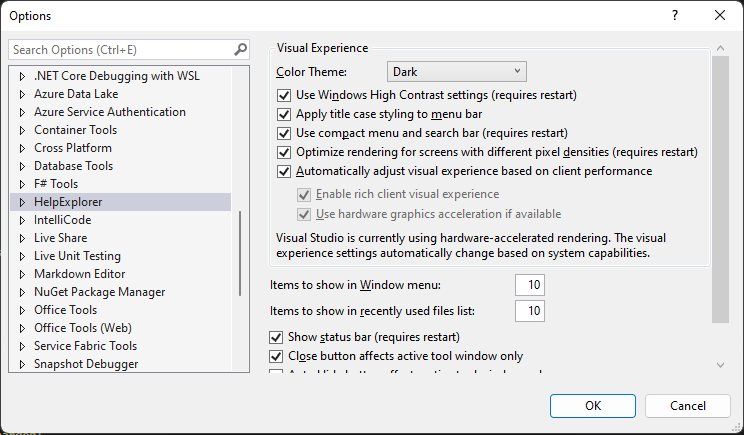 Options
?
Search Options (Ctrl+E)
.NET Core Debugging with WSL
Azure Data Lake
Azure Service Authentication
Container Tools
Cross Platform
Database Tools
F# Tools
HelpExplorer
IntelliCode
Live Share
Live Unit Testing
Markdown Editor
NuGet Package Manager
Office Tools
Office Tools (Web)
Service Fabric Tools
Snapshot Debugger
Visual Experience
Color Theme:
Dark
Use Windows High Contrast settings (requires restart)
Apply title case styling to menu bar
Use compact menu and search bar (requires restart)
Optimize rendering for screens with different pixel densities (requires restart)
Automatically adjust visual experience based on client performance
Enable rich client visual experience
Use hardware graphics acceleration if available
Visual Studio is currently using hardware-accelerated rendering. The visual
experience settings automatically change based on system capabilities.
Items to show in Window menu:
10
Items to show in recently used files list:
10
Show status bar (requires restart)
Close button affects active tool window only
OK
Cancel